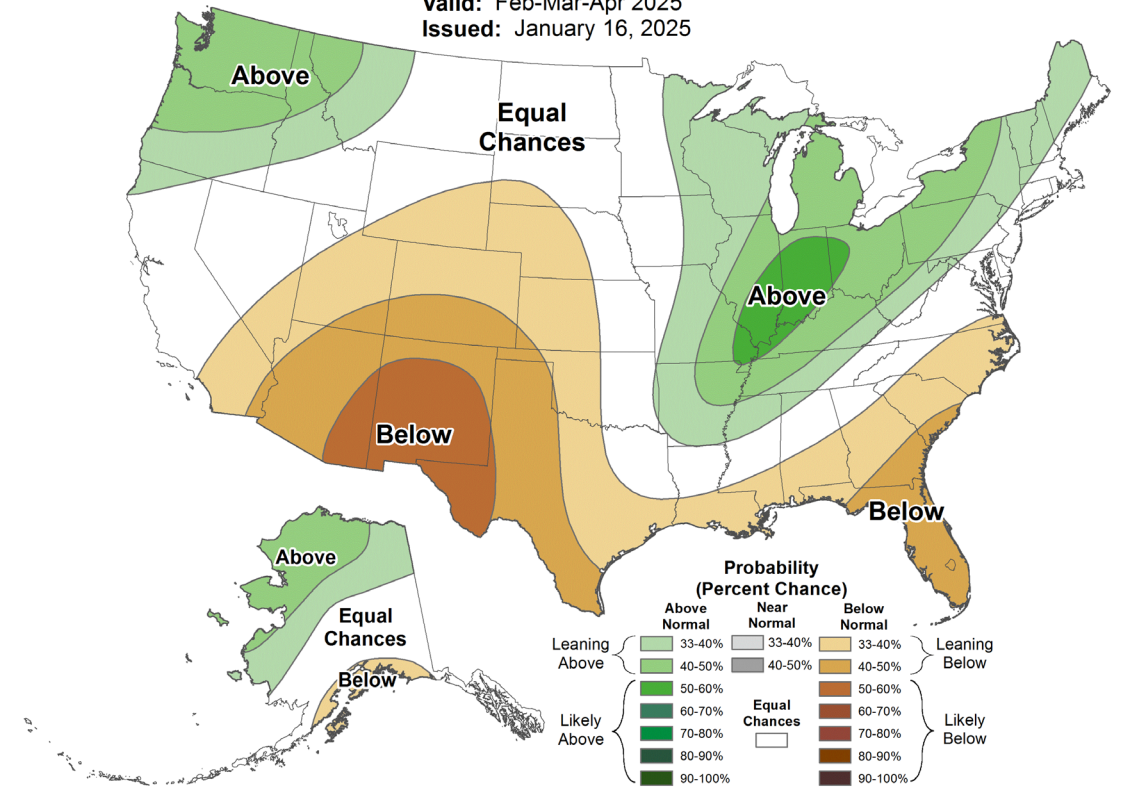 Valid: Feb-Mar-Apr 2025
Issued: January 16, 2025
Above
Equal
Chances
Above
Below
Below
Above
Equal
Chances
Below
Probability
(Percent Chance)
Above
Normal
Near
Normal
Below
Normal
Leaning
Above
33-40%
33-40%
33-40%
Leaning
Below
40-50%
40-50%
40-50%
Likely
Above
50-60%
50-60%
Likely
Below
60-70%
Equal
Chances
60-70%
70-80%
70-80%
80-90%
80-90%
90-100%
90-100%